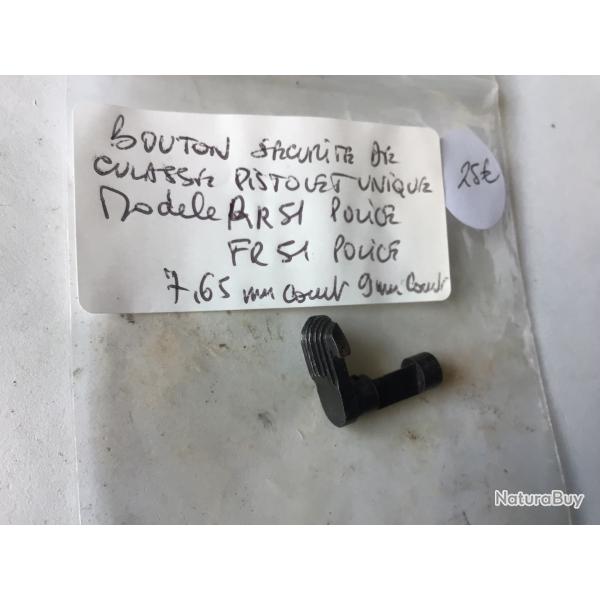 BOUTON SECURITE DE
CULASSE PISTOLET UNIQUE
Modele RR51 POLICE
FR51 POLICE
7,65 mm court 9mm court
25€
NaturaBuy